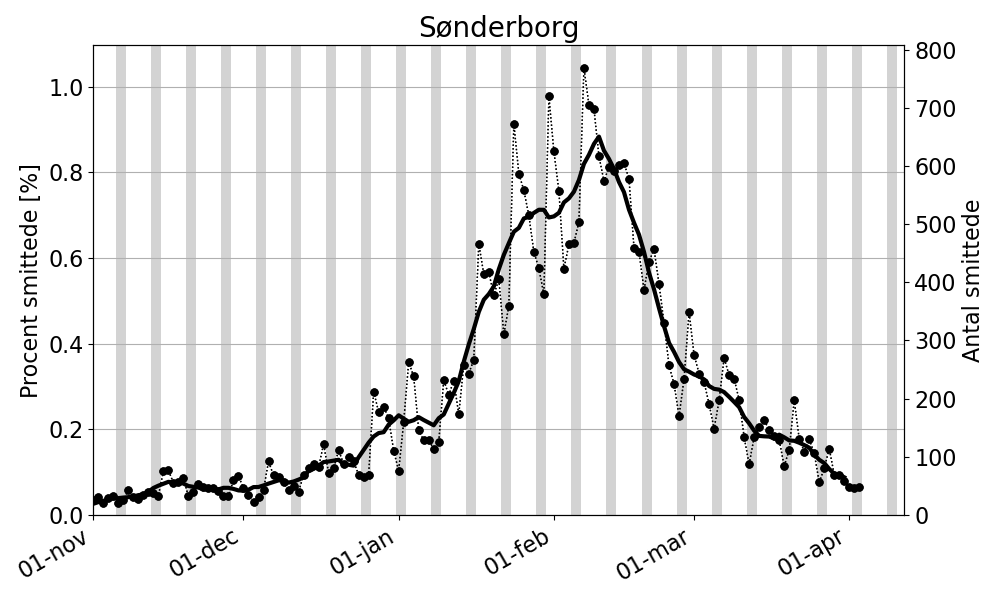 Sønderborg
Procent smittede [%]
1.0
0.8
0.6
0.4
0.2
0.0
800
700
600
500
400
300
200
100
0
Antal smittede
01-nov
01-dec
01-jan
01-feb
01-mar
01-apr